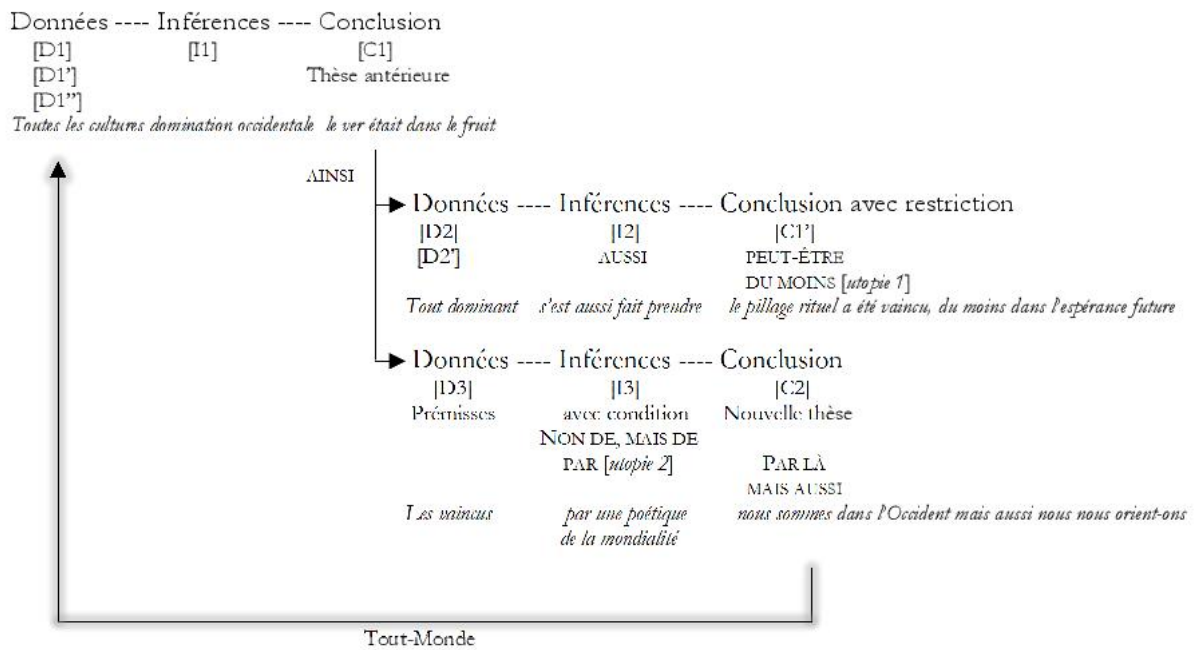 Données ---- Inférences ---- Conclusion
[D1] [I1] [C1]
[D1'] Thèse antérieure
[D1'']
Toutes les cultures domination occidentale le ver était dans le fruit
AINSI
Données ---- Inférences ---- Conclusion avec restriction
[D2] [I2] [C1']
[D2'] AUSSI PEUT-ÊTRE
DU MOINS [utopie 1]
Tout dominant s'est aussi fait prendre le pillage rituel a été vaincu, du moins dans l'espérance future
Données ---- Inférences ---- Conclusion
[D3] [I3] [C2]
Prémisses avec condition Nouvelle thèse
NON DE, MAIS DE
PAR [utopie 2] PAR LÀ
MAIS AUSSI
Les vaincus par une poétique nous sommes dans l'Occident mais aussi nous nous orient-ons
de la mondialité
Tout-Monde